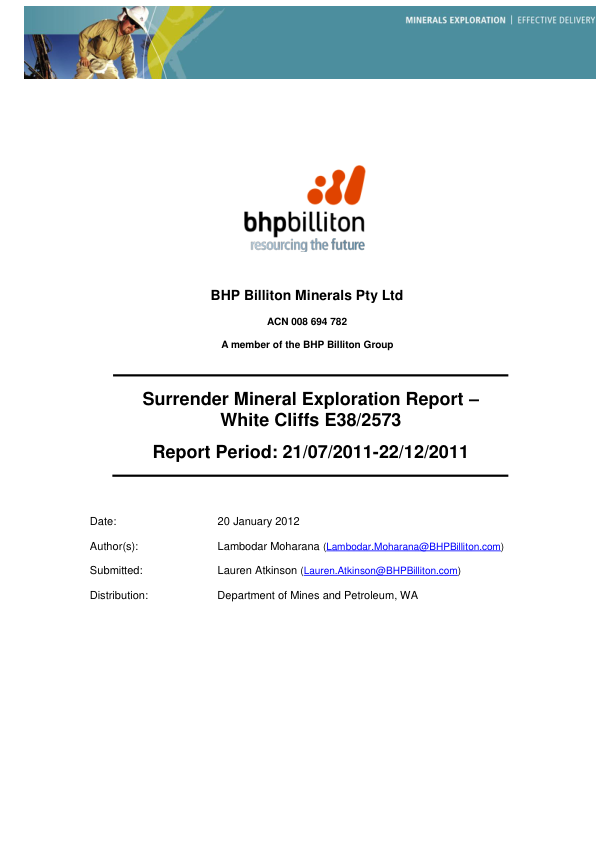 MINERALS EXPLORATION | EFFECTIVE DELIVERY
bhpbilliton
resourcing the future
BHP Billiton Minerals Pty Ltd
ACN 008 694 782
A member of the BHP Billiton Group
Surrender Mineral Exploration Report –
White Cliffs E38/2573
Report Period: 21/07/2011-22/12/2011
Date: 20 January 2012
Author(s): Lambodar Moharana (Lambodar.Moharana@BHPBilliton.com)
Submitted: Lauren Atkinson (Lauren.Atkinson@BHPBilliton.com)
Distribution: Department of Mines and Petroleum, WA